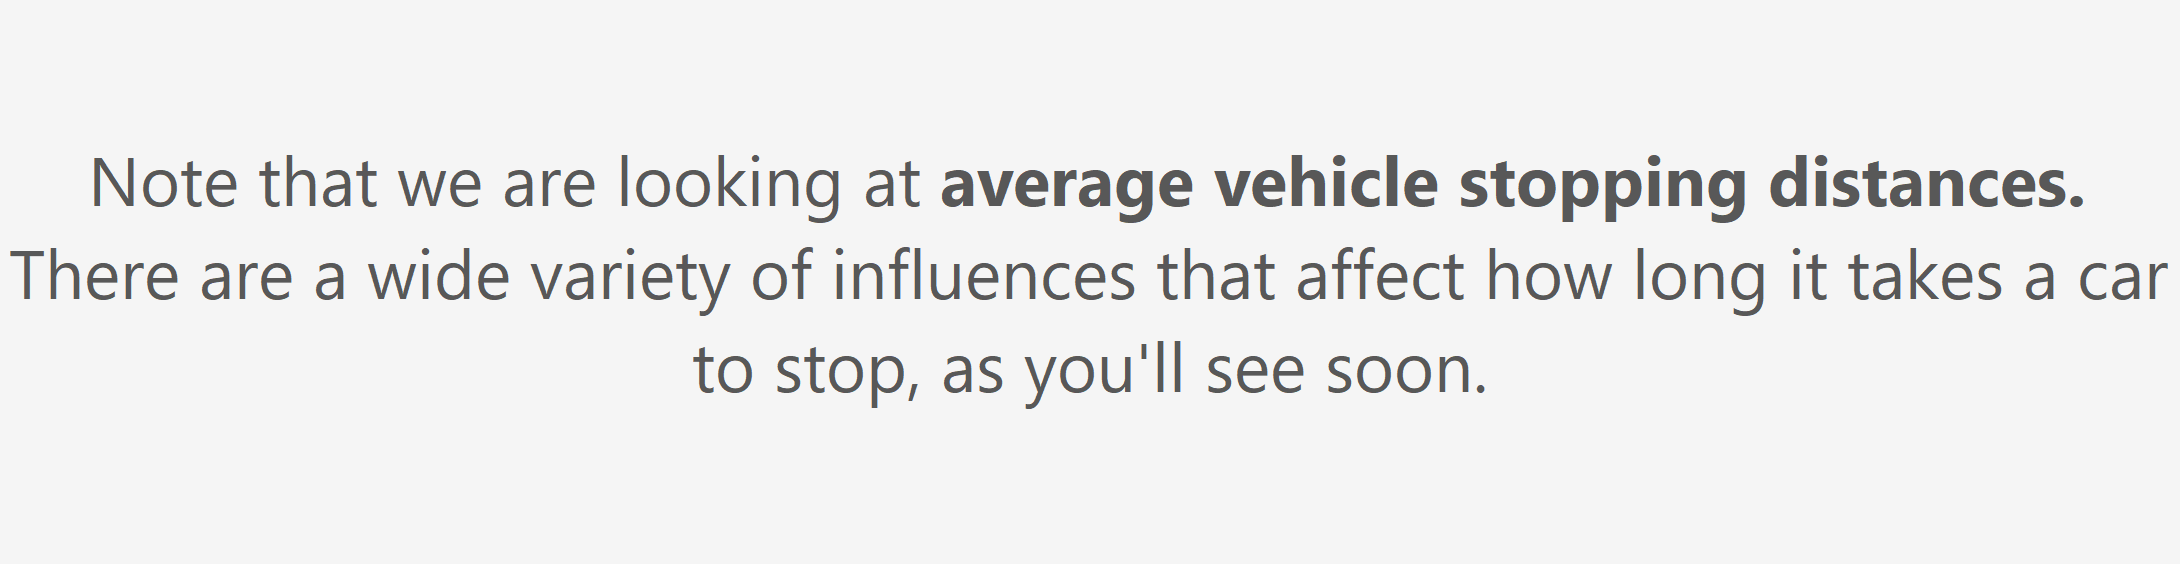 Note that we are looking at average vehicle stopping distances.
There are a wide variety of influences that affect how long it takes a car
to stop, as you'll see soon.